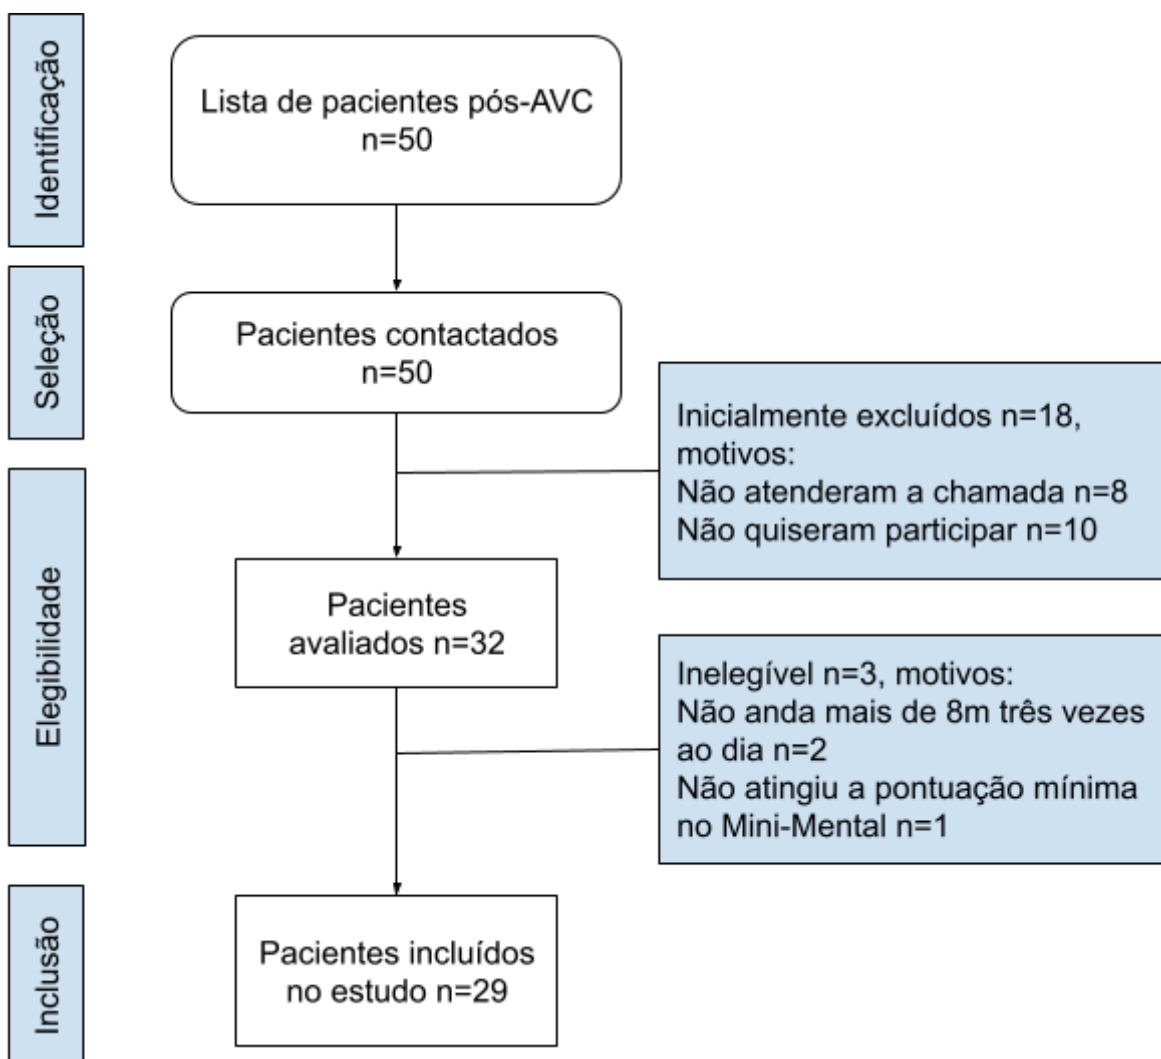 Identificação
Lista de pacientes pós-AVC
n=50
Seleção
Pacientes contactados
n=50
Inicialmente excluídos n=18,
motivos:
Não atenderam a chamada n=8
Não quiseram participar n=10
Elegibilidade
Pacientes
avaliados n=32
Inelegível n=3, motivos:
Não anda mais de 8m três vezes
ao dia n=2
Não atingiu a pontuação mínima
no Mini-Mental n=1
Inclusão
Pacientes incluídos
no estudo n=29